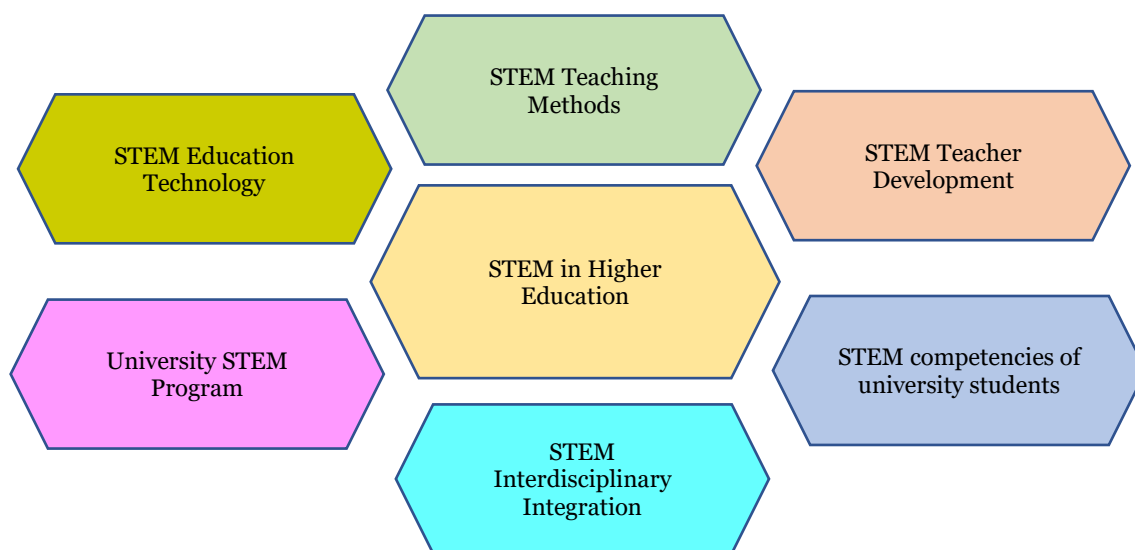 STEM Teaching
Methods
STEM Education
Technology
STEM Teacher
Development
STEM in Higher
Education
University STEM
Program
STEM competencies of
university students
STEM
Interdisciplinary
Integration